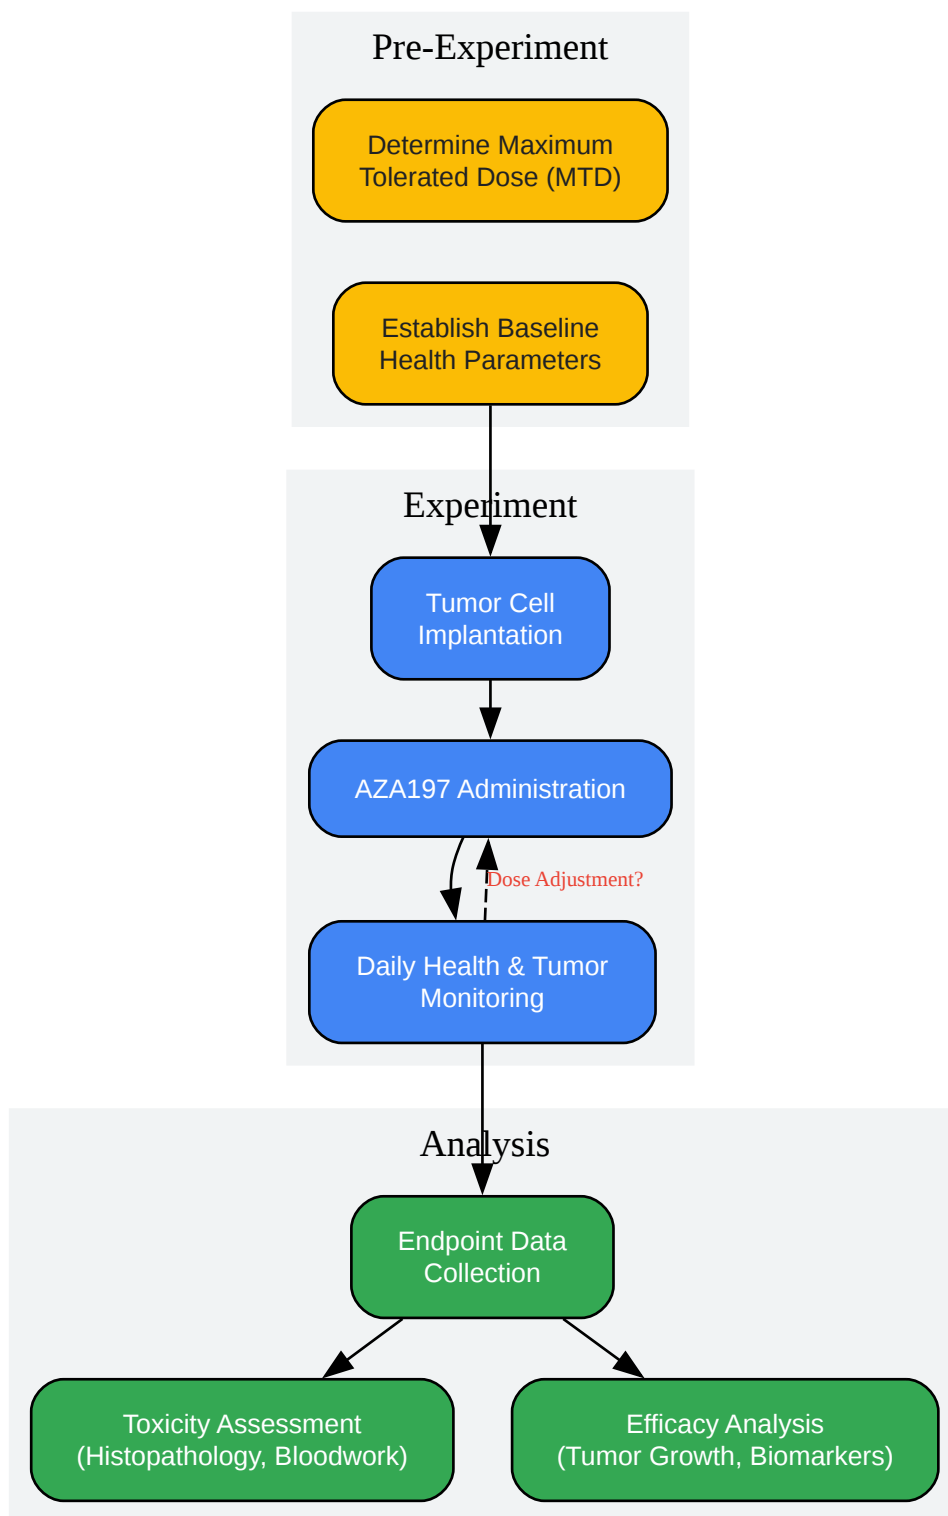 Pre-Experiment
Determine Maximum
Tolerated Dose (MTD)
Establish Baseline
Health Parameters
Experiment
Tumor Cell
Implantation
AZA197 Administration
Dose Adjustment?
Daily Health & Tumor
Monitoring
Analysis
Endpoint Data
Collection
Toxicity Assessment
(Histopathology, Bloodwork)
Efficacy Analysis
(Tumor Growth, Biomarkers)